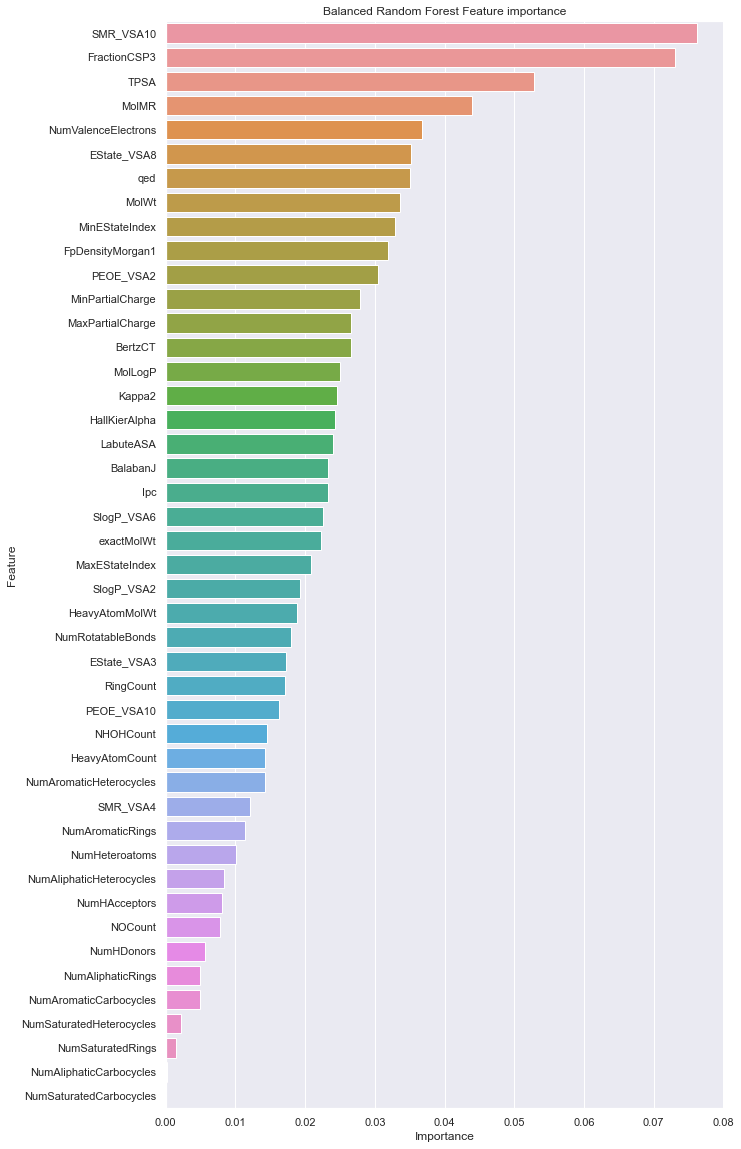 Balanced Random Forest Feature importance
SMR_VSA10
FractionCSP3
TPSA
MolMR
NumValenceElectrons
EState_VSA8
qed
MolWt
MinEStateIndex
FpDensityMorgan1
PEOE_VSA2
MinPartialCharge
MaxPartialCharge
BertzCT
MolLogP
Kappa2
HallKierAlpha
LabuteASA
BalabanJ
Ipc
SlogP_VSA6
exactMolWt
MaxEStateIndex
SlogP_VSA2
HeavyAtomMolWt
NumRotatableBonds
EState_VSA3
RingCount
PEOE_VSA10
NHOHCount
HeavyAtomCount
NumAromaticHeterocycles
SMR_VSA4
NumAromaticRings
NumHeteroatoms
NumAliphaticHeterocycles
NumHAcceptors
NOCount
NumHDonors
NumAliphaticRings
NumAromaticCarbocycles
NumSaturatedHeterocycles
NumSaturatedRings
NumAliphaticCarbocycles
NumSaturatedCarbocycles
Feature
0.00 0.01 0.02 0.03 0.04 0.05 0.06 0.07 0.08
Importance